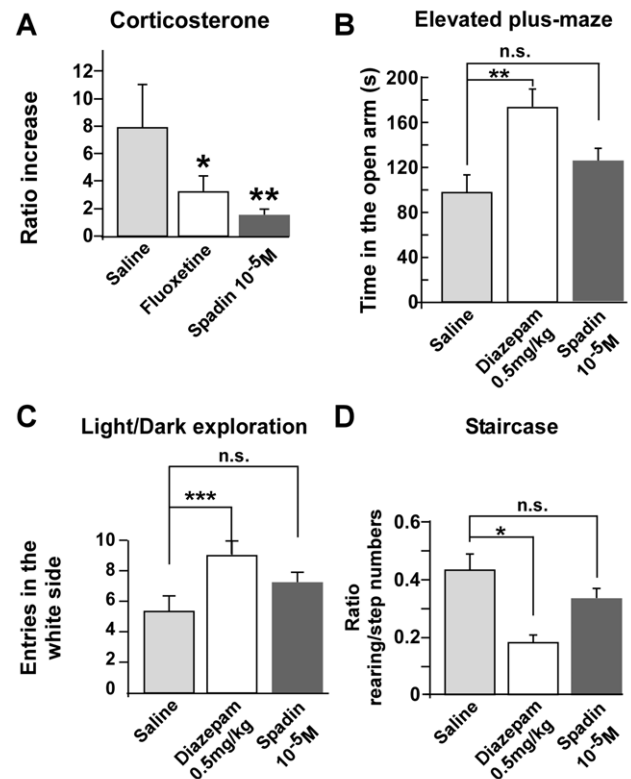 A
Corticosterone
Ratio increase
12
10
8
6
4
2
0
*
**
Saline
Fluoxetine
Spadin 10⁻⁵M
B
Elevated plus-maze
n.s.
**
Time in the open arm (s)
200
160
120
80
40
0
Saline
Diazepam
0.5mg/kg
Spadin
10⁻⁵M
C
Light/Dark exploration
n.s.
***
Entries in the
white side
10
8
6
4
2
0
Saline
Diazepam
0.5mg/kg
Spadin
10⁻⁵M
D
Staircase
n.s.
*
Ratio
rearing/step numbers
0.6
0.4
0.2
0
Saline
Diazepam
0.5mg/kg
Spadin
10⁻⁵M